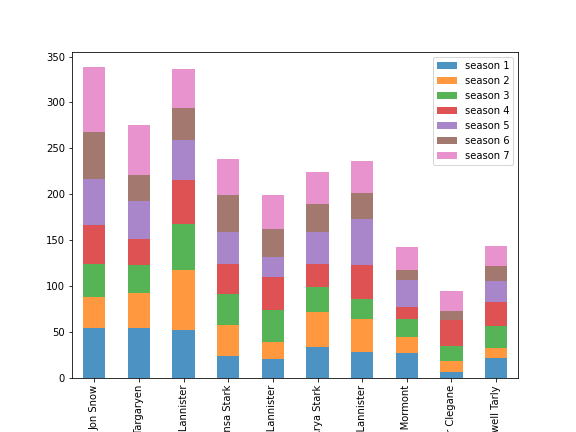 350
300
250
200
150
100
50
0
season 1
season 2
season 3
season 4
season 5
season 6
season 7
Jon Snow
Targaryen
Lannister
nsa Stark
Lannister
rya Stark
Lannister
Mormont
r Clegane
well Tarly